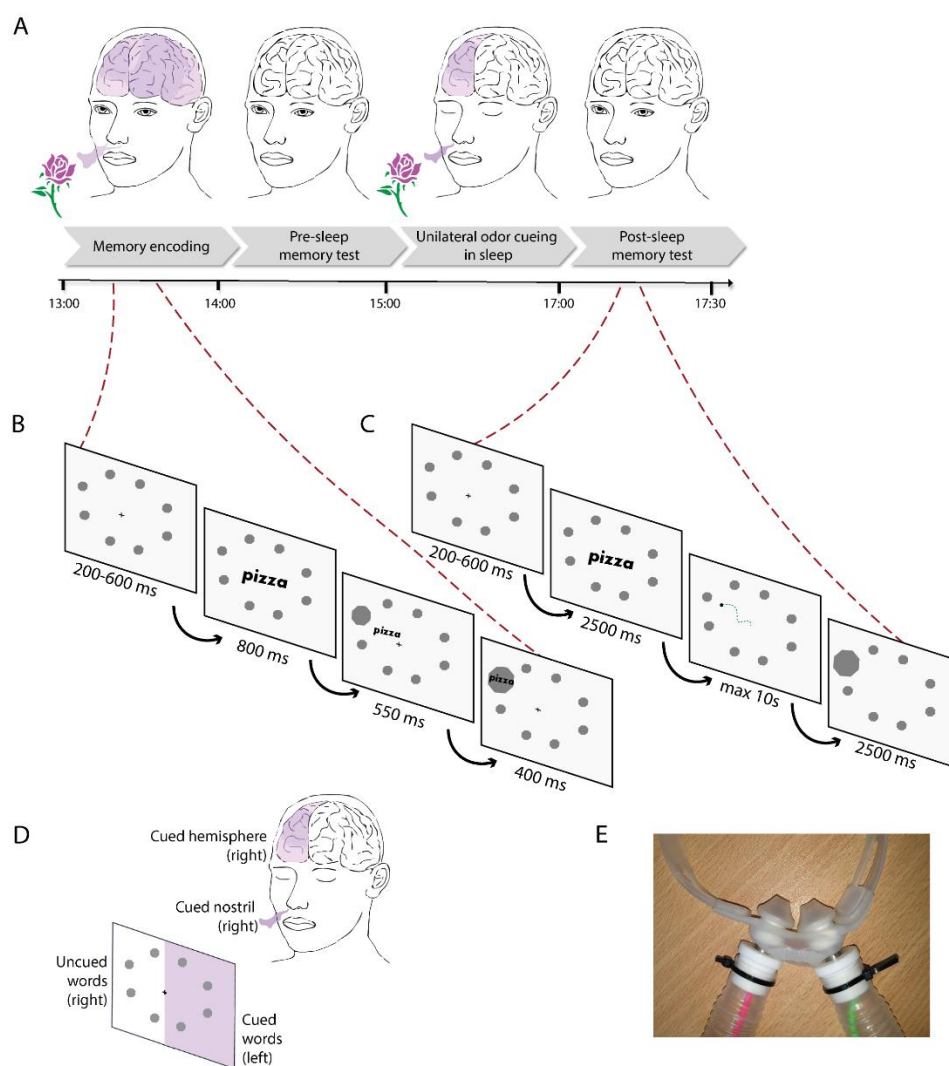 A
Memory encoding
Pre-sleep
memory test
Unilateral odor cueing
in sleep
Post-sleep
memory test
13:00
14:00
15:00
17:00
17:30
B
200-600 ms
pizza
800 ms
pizza
550 ms
pizza
400 ms
C
200-600 ms
pizza
2500 ms
max 10s
2500 ms
D
Cued hemisphere
(right)
Cued nostril
(right)
Uncued
words
(right)
Cued
words
(left)
E